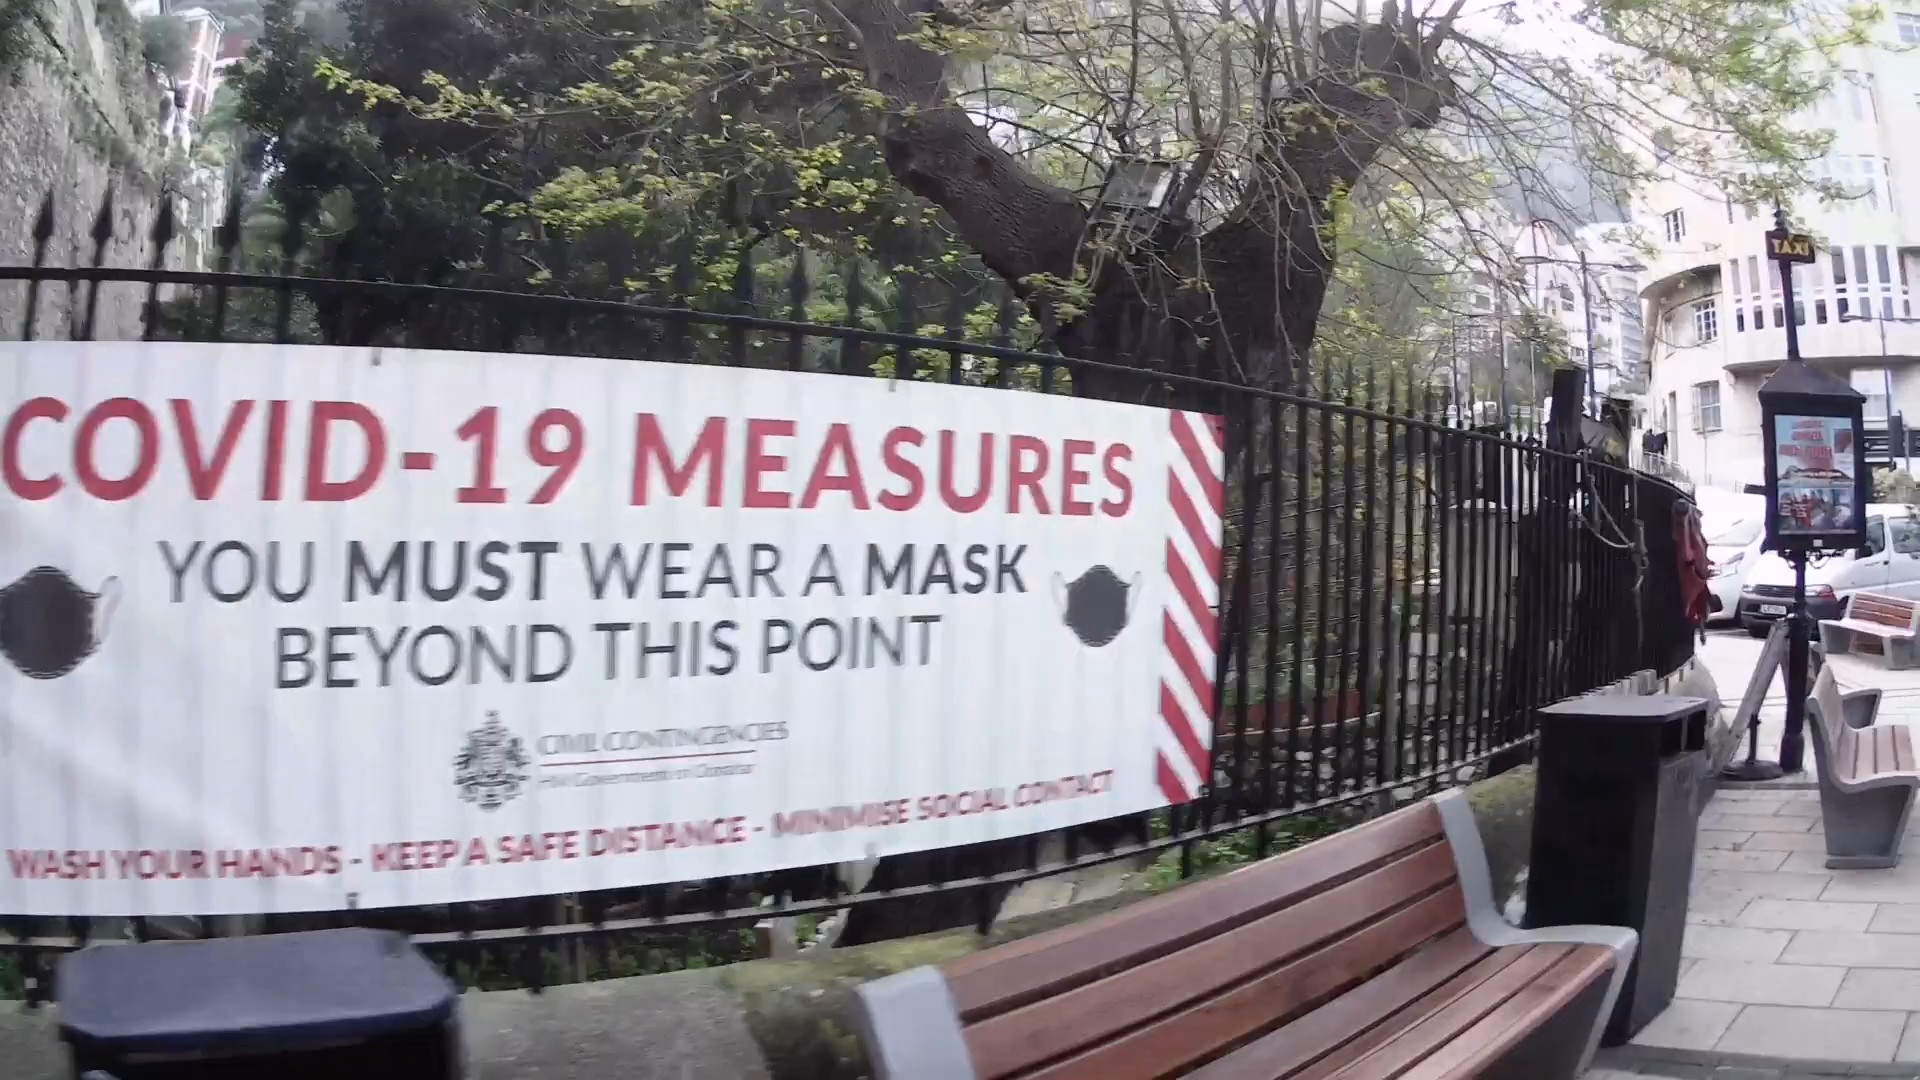 COVID-19 MEASURES
YOU MUST WEAR A MASK
BEYOND THIS POINT
CIVIL CONTINGENCIES
HM Government of Gibraltar
WASH YOUR HANDS - KEEP A SAFE DISTANCE - MINIMISE SOCIAL CONTACT
TAXI